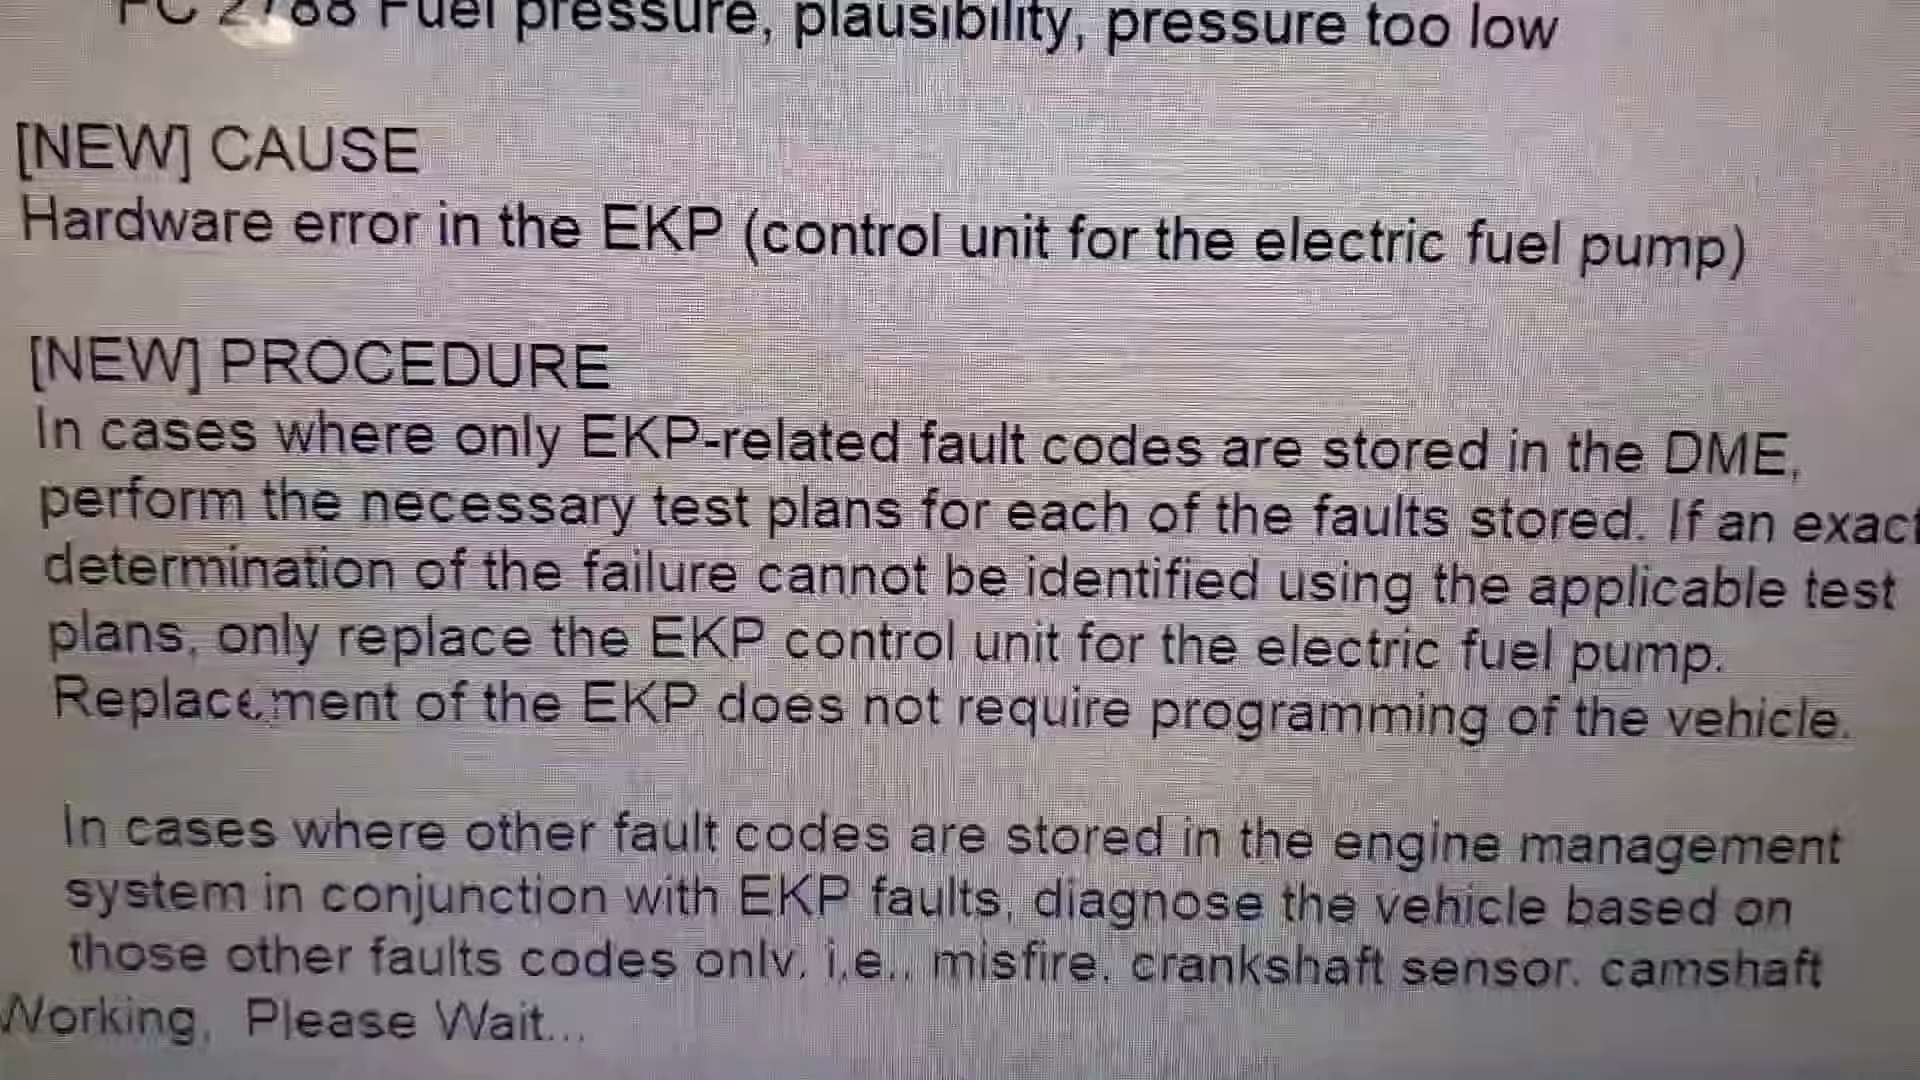 Fuel pressure, plausibility, pressure too low
[NEW] CAUSE
Hardware error in the EKP (control unit for the electric fuel pump)
[NEW] PROCEDURE
In cases where only EKP-related fault codes are stored in the DME,
perform the necessary test plans for each of the faults stored. If an exact
determination of the failure cannot be identified using the applicable test
plans, only replace the EKP control unit for the electric fuel pump.
Replacement of the EKP does not require programming of the vehicle.
In cases where other fault codes are stored in the engine management
system in conjunction with EKP faults, diagnose the vehicle based on
those other faults codes only, i.e., misfire, crankshaft sensor, camshaft
Working, Please Wait...